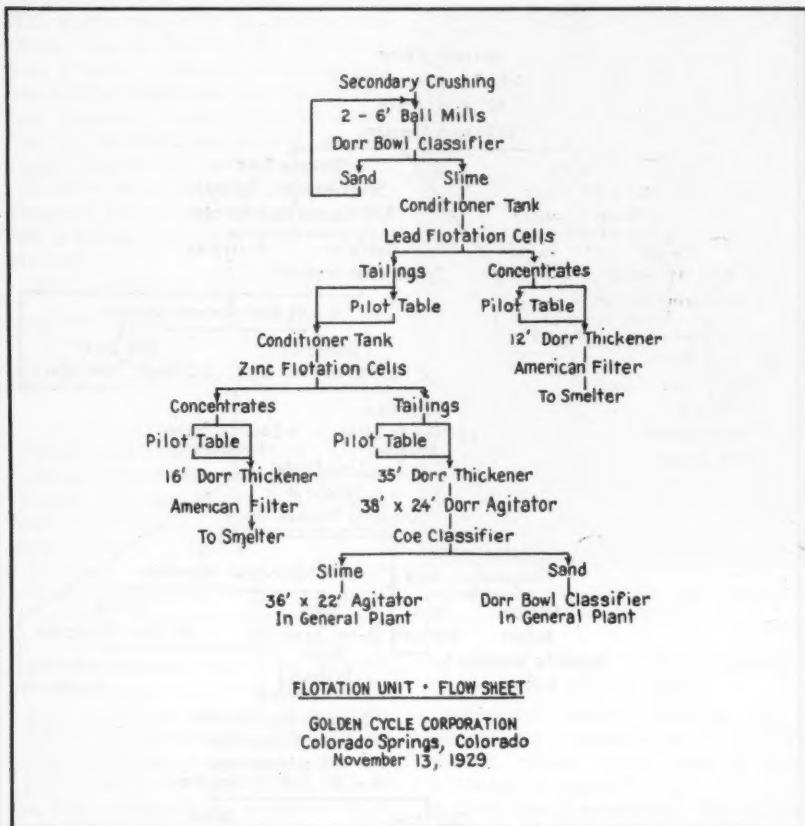 Secondary Crushing
2 - 6' Ball Mills
Dorr Bowl Classifier
Sand Slime
Conditioner Tank
Lead Flotation Cells
Tailings Concentrates
Pilot Table Pilot Table
Conditioner Tank 12' Dorr Thickener
Zinc Flotation Cells American Filter
To Smelter
Concentrates Tailings
Pilot Table Pilot Table
16' Dorr Thickener 35' Dorr Thickener
American Filter 38' x 24' Dorr Agitator
To Smelter Coe Classifier
Slime Sand
36' x 22' Agitator Dorr Bowl Classifier
In General Plant In General Plant
FLOTATION UNIT · FLOW SHEET
GOLDEN CYCLE CORPORATION
Colorado Springs, Colorado
November 13, 1929